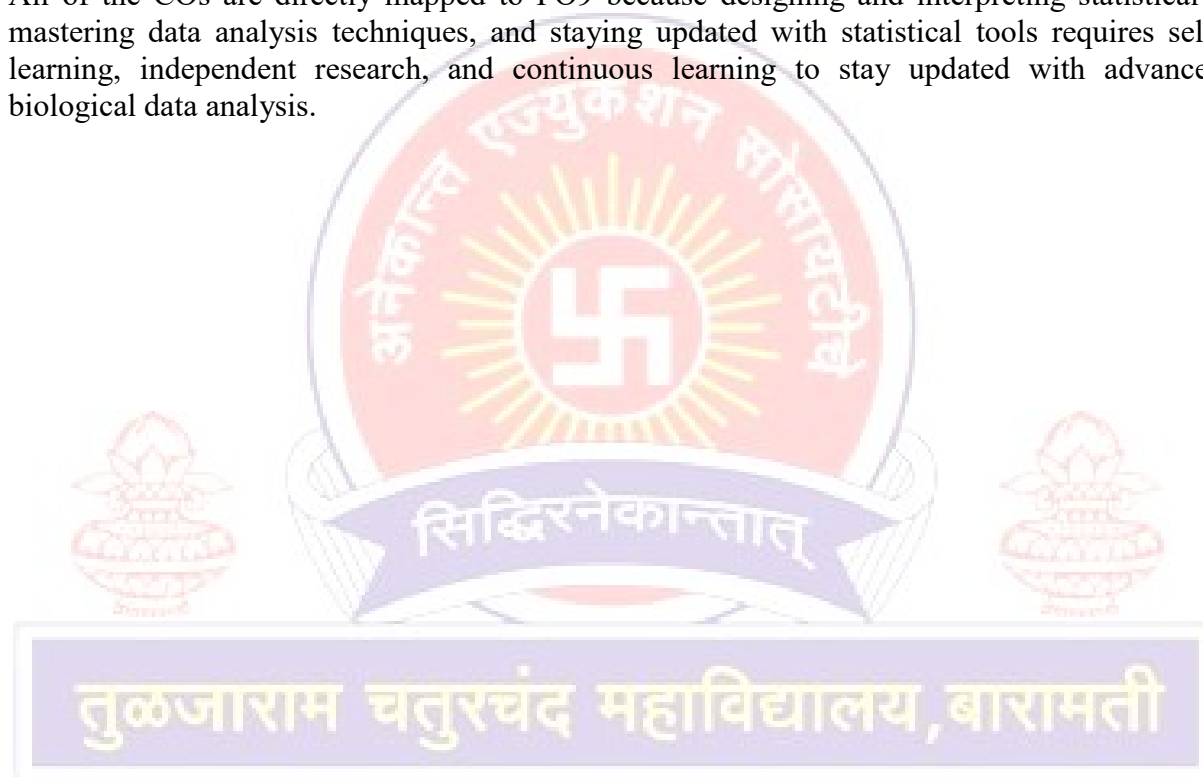 All of the COs are directly mapped to PO9 because designing and interpreting statistical
mastering data analysis techniques, and staying updated with statistical tools requires sel
learning, independent research, and continuous learning to stay updated with advance
biological data analysis.
अनेकान्त एज्युकेशन सोसायटीचे
सिद्धिरनेकान्तात्
तुळजाराम चतुरचंद महाविद्यालय,बारामती